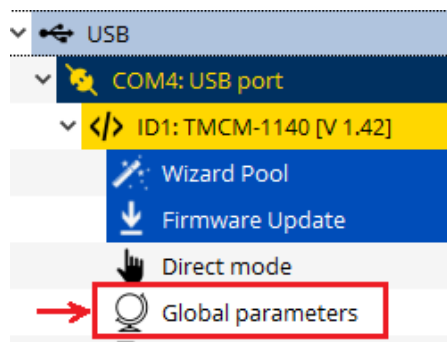 USB
COM4: USB port
ID1: TMCM-1140 [V 1.42]
Wizard Pool
Firmware Update
Direct mode
Global parameters